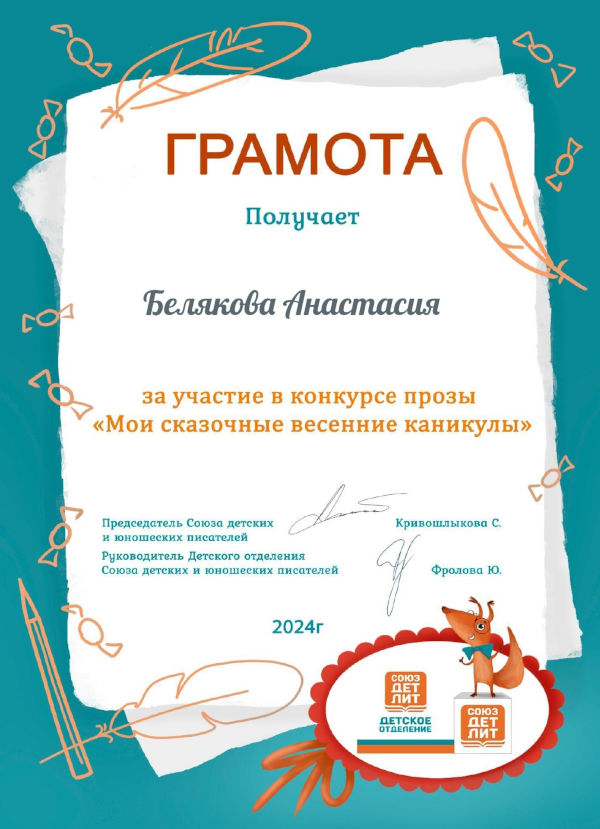 ГРАМОТА
Получает
Белякова Анастасия
за участие в конкурсе прозы
«Мои сказочные весенние каникулы»
Председатель Союза детских
и юношеских писателей
Кривошлыкова С.
Руководитель Детского отделения
Союза детских и юношеских писателей
Фролова Ю.
2024г
СОЮЗ
ДЕТ
ЛИТ
ДЕТСКОЕ
ОТДЕЛЕНИЕ
СОЮЗ
ДЕТ
ЛИТ